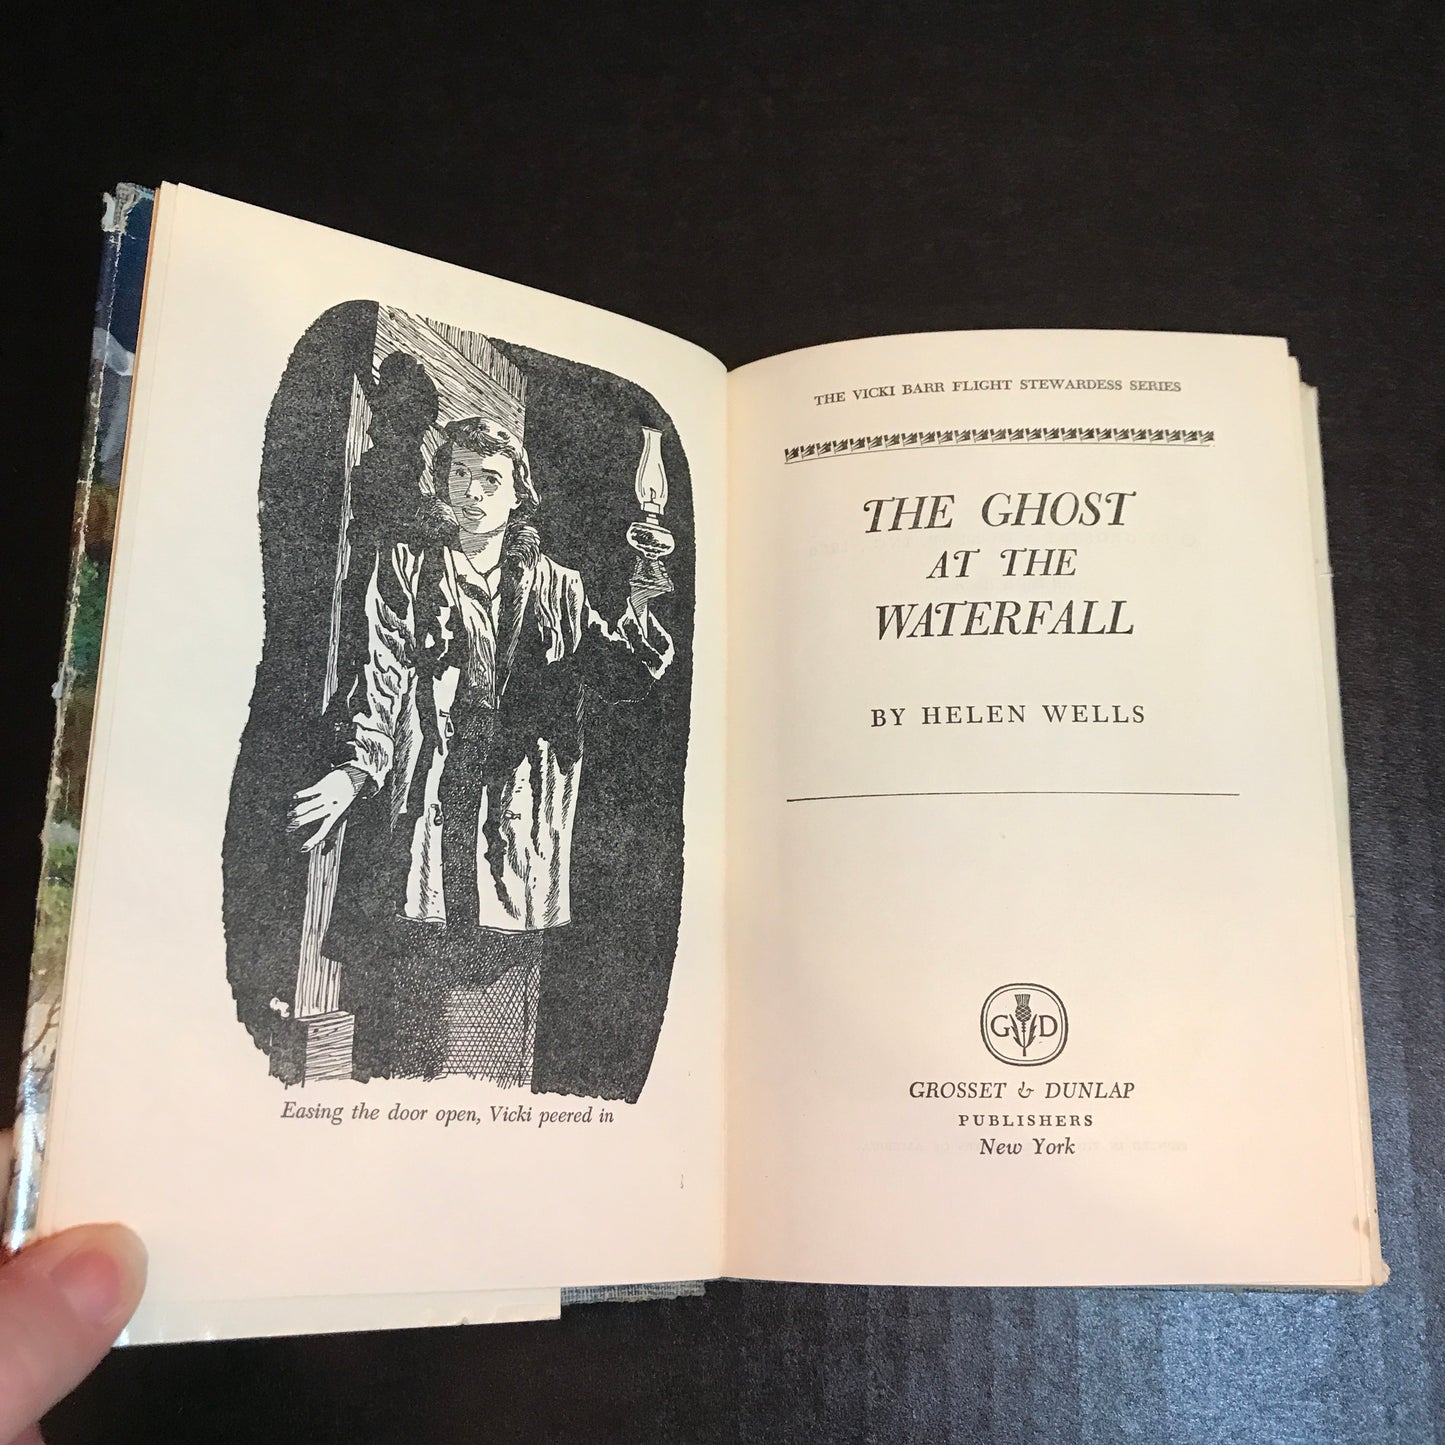 Easing the door open, Vicki peered in
THE VICKI BARR FLIGHT STEWARDESS SERIES
THE GHOST
AT THE
WATERFALL
BY HELEN WELLS
G D
GROSSET & DUNLAP
PUBLISHERS
New York